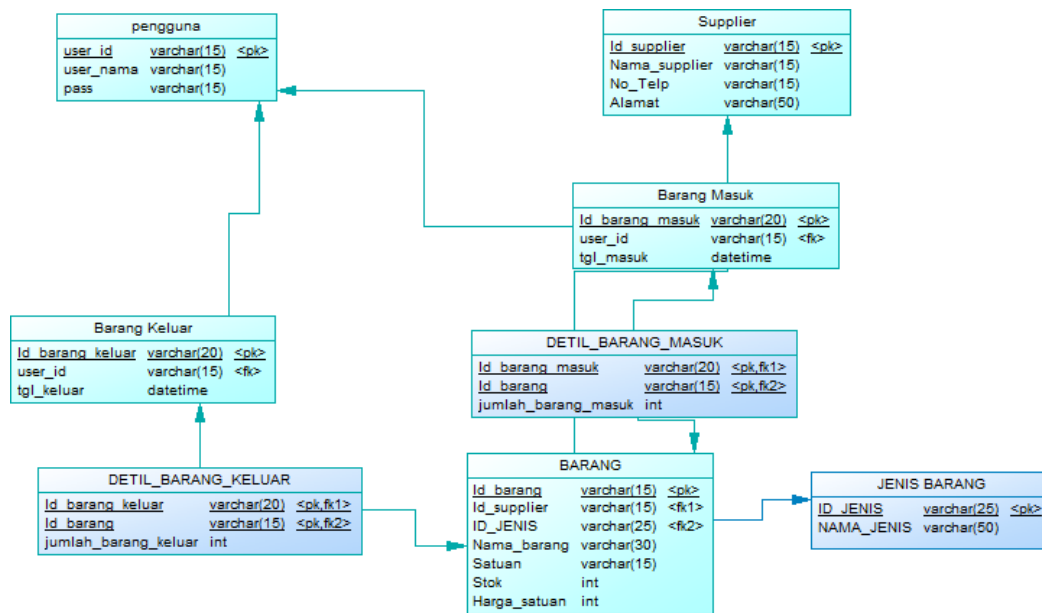 pengguna
user_id varchar(15) <pk>
user_nama varchar(15)
pass varchar(15)
Supplier
Id_supplier varchar(15) <pk>
Nama_supplier varchar(15)
No_Telp varchar(15)
Alamat varchar(50)
Barang Masuk
Id_barang_masuk varchar(20) <pk>
user_id varchar(15) <fk>
tgl_masuk datetime
Barang Keluar
Id_barang_keluar varchar(20) <pk>
user_id varchar(15) <fk>
tgl_keluar datetime
DETIL_BARANG_MASUK
Id_barang_masuk varchar(20) <pk,fk1>
Id_barang varchar(15) <pk,fk2>
jumlah_barang_masuk int
DETIL_BARANG_KELUAR
Id_barang_keluar varchar(20) <pk,fk1>
Id_barang varchar(15) <pk,fk2>
jumlah_barang_keluar int
BARANG
Id_barang varchar(15) <pk>
Id_supplier varchar(15) <fk1>
ID_JENIS varchar(25) <fk2>
Nama_barang varchar(30)
Satuan varchar(15)
Stok int
Harga_satuan int
JENIS BARANG
ID_JENIS varchar(25) <pk>
NAMA_JENIS varchar(50)